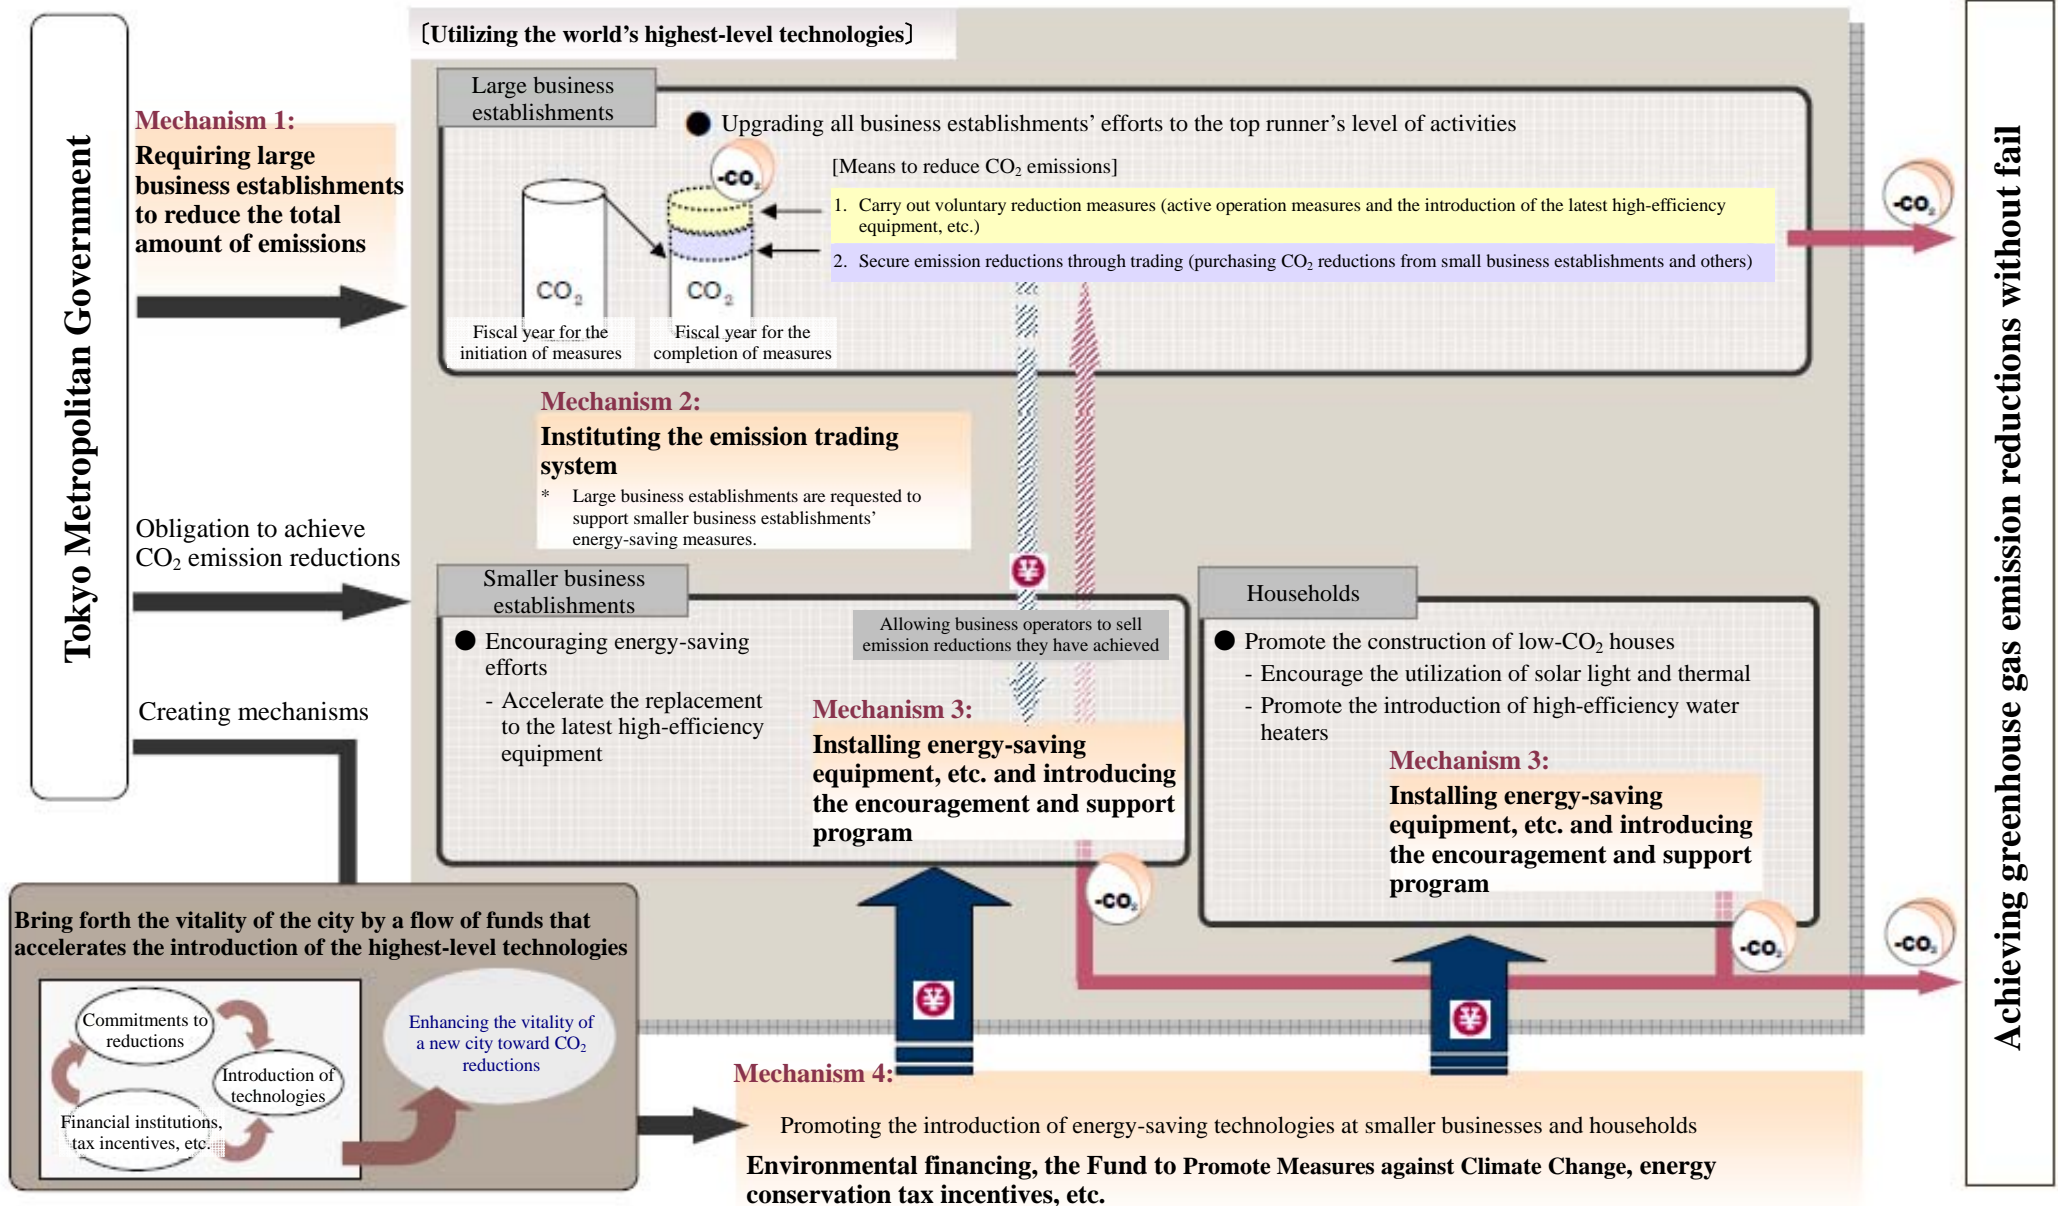 Tokyo Metropolitan Government
〔Utilizing the world's highest-level technologies〕
Mechanism 1:
Requiring large
business establishments
to reduce the total
amount of emissions
Large business
establishments
● Upgrading all business establishments' efforts to the top runner's level of activities
[Means to reduce CO₂ emissions]
-CO₂
1. Carry out voluntary reduction measures (active operation measures and the introduction of the latest high-efficiency
equipment, etc.)
2. Secure emission reductions through trading (purchasing CO₂ reductions from small business establishments and others)
CO₂
CO₂
Fiscal year for the
initiation of measures
Fiscal year for the
completion of measures
-CO₂
Mechanism 2:
Instituting the emission trading
system
* Large business establishments are requested to
support smaller business establishments'
energy-saving measures.
Obligation to achieve
CO₂ emission reductions
Creating mechanisms
¥
Smaller business
establishments
● Encouraging energy-saving
efforts
- Accelerate the replacement
to the latest high-efficiency
equipment
Allowing business operators to sell
emission reductions they have achieved
Mechanism 3:
Installing energy-saving
equipment, etc. and introducing
the encouragement and support
program
-CO₂
Households
● Promote the construction of low-CO₂ houses
- Encourage the utilization of solar light and thermal
- Promote the introduction of high-efficiency water
heaters
Mechanism 3:
Installing energy-saving
equipment, etc. and introducing
the encouragement and support
program
-CO₂
-CO₂
¥
¥
Bring forth the vitality of the city by a flow of funds that
accelerates the introduction of the highest-level technologies
Commitments to
reductions
Introduction of
technologies
Financial institutions,
tax incentives, etc.
Enhancing the vitality of
a new city toward CO₂
reductions
Mechanism 4:
Promoting the introduction of energy-saving technologies at smaller businesses and households
Environmental financing, the Fund to Promote Measures against Climate Change, energy
conservation tax incentives, etc.
Achieving greenhouse gas emission reductions without fail